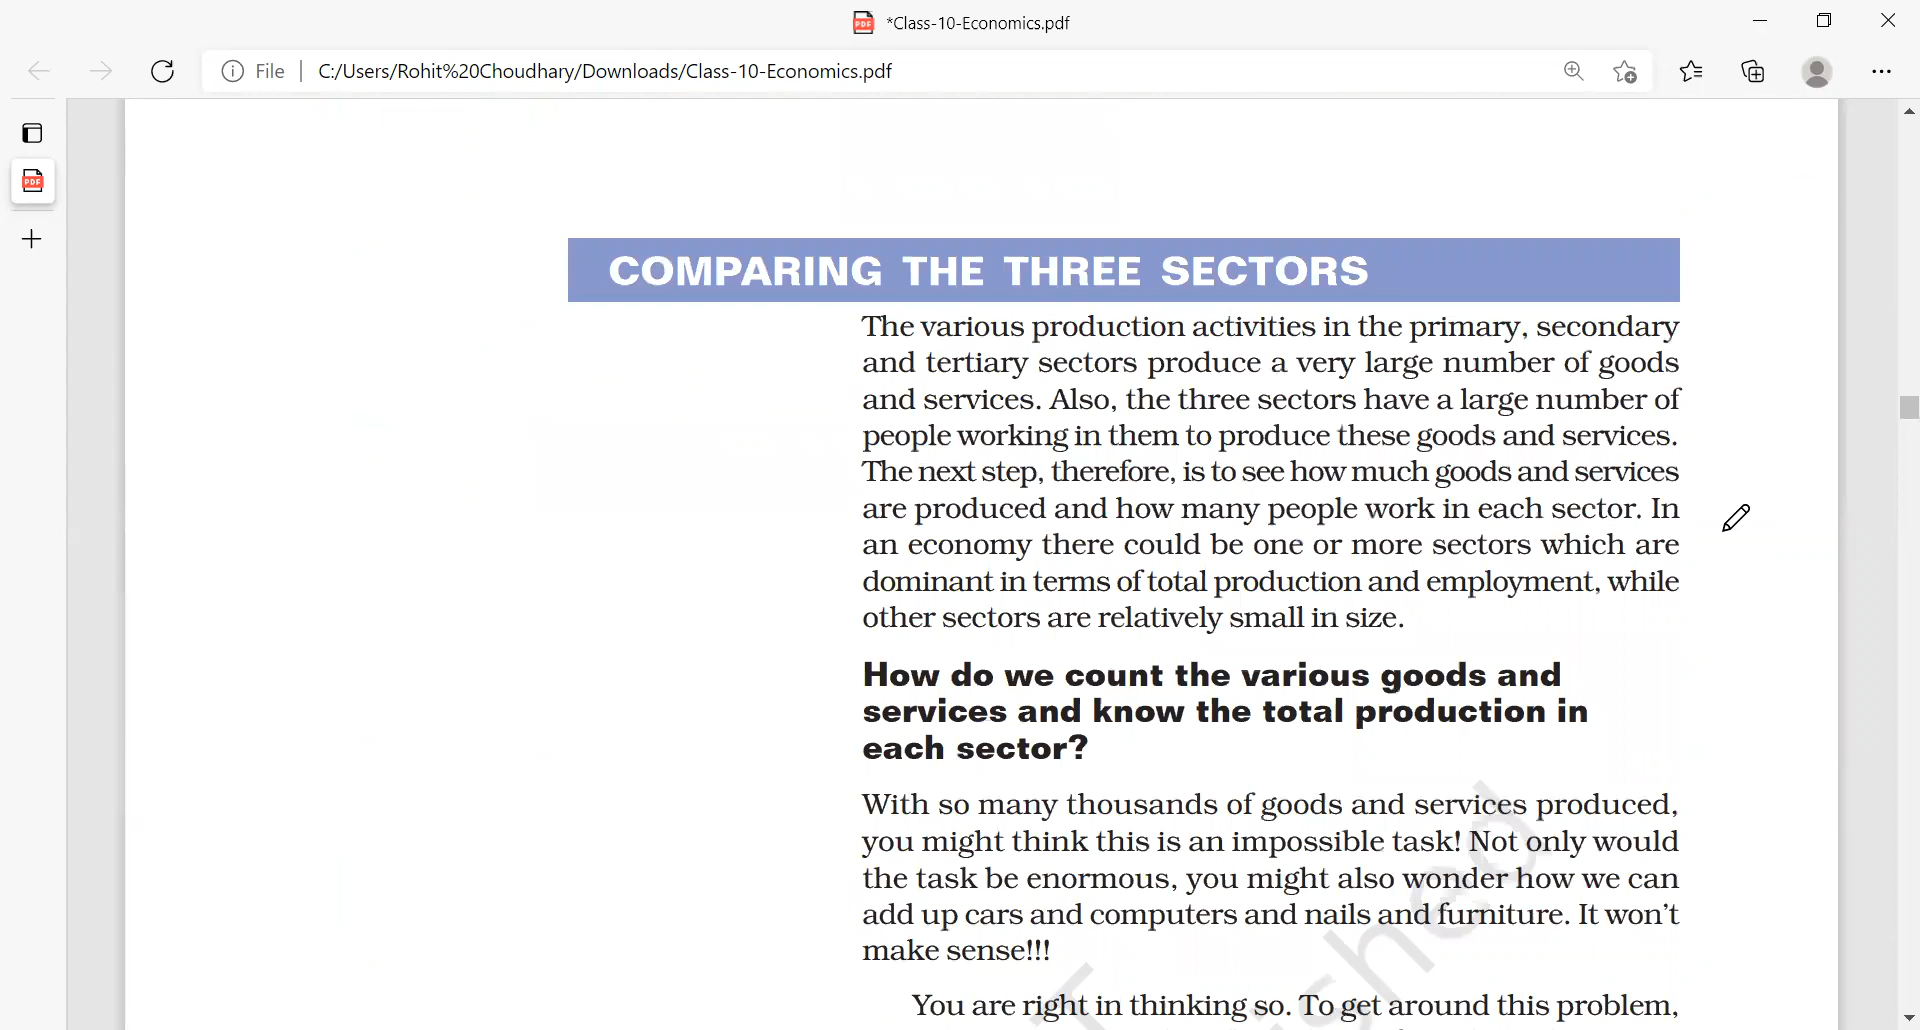 *Class-10-Economics.pdf
File C:/Users/Rohit%20Choudhary/Downloads/Class-10-Economics.pdf
PDF
COMPARING THE THREE SECTORS
The various production activities in the primary, secondary
and tertiary sectors produce a very large number of goods
and services. Also, the three sectors have a large number of
people working in them to produce these goods and services.
The next step, therefore, is to see how much goods and services
are produced and how many people work in each sector. In
an economy there could be one or more sectors which are
dominant in terms of total production and employment, while
other sectors are relatively small in size.
How do we count the various goods and
services and know the total production in
each sector?
With so many thousands of goods and services produced,
you might think this is an impossible task! Not only would
the task be enormous, you might also wonder how we can
add up cars and computers and nails and furniture. It won't
make sense!!!
You are right in thinking so. To get around this problem,